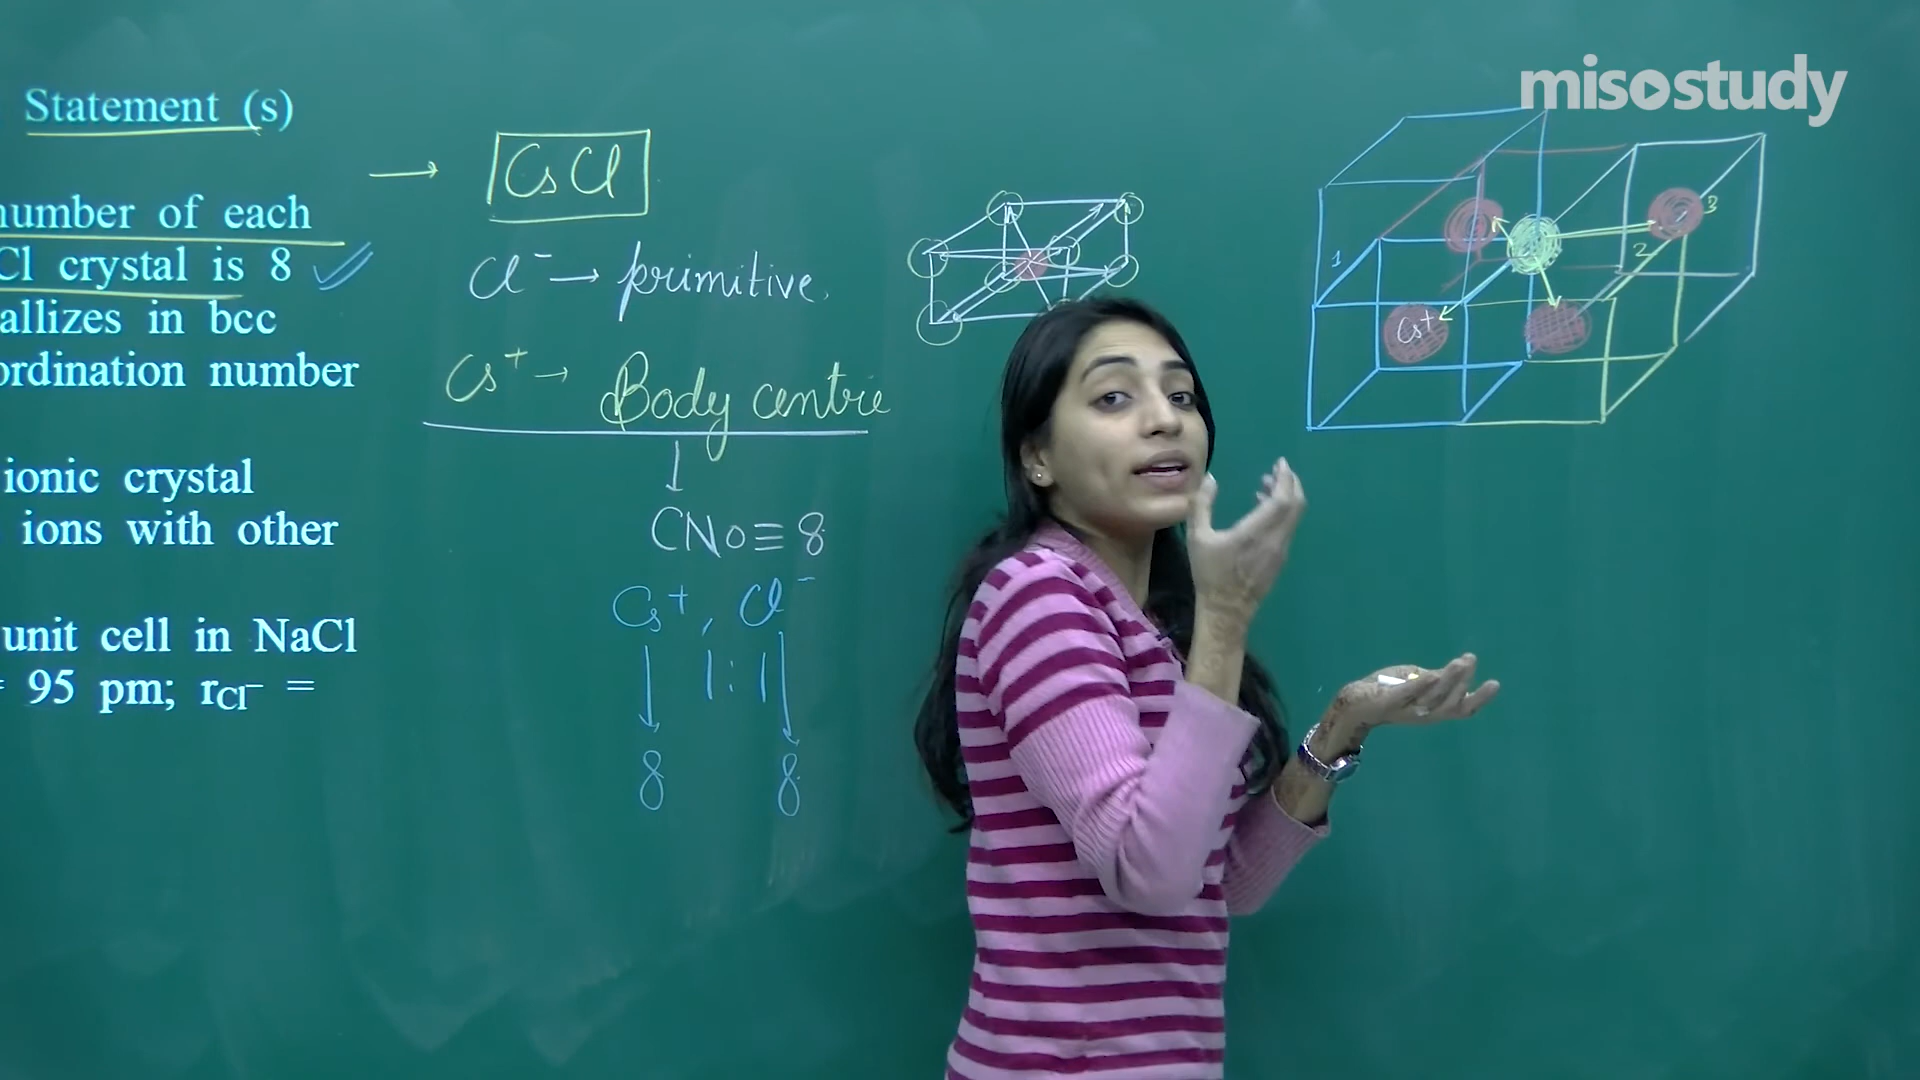 misostudy
Statement (s)
number of each
Cl crystal is 8
allizes in bcc
ordination number
ionic crystal
ions with other
unit cell in NaCl
= 95 pm; rCl⁻ =
→ CsCl
Cl⁻ → primitive.
Cs⁺ → Body centre
↓
CNo ≡ 8
Cs⁺, Cl⁻
1:1
8 8
1 2 3
Cs⁺